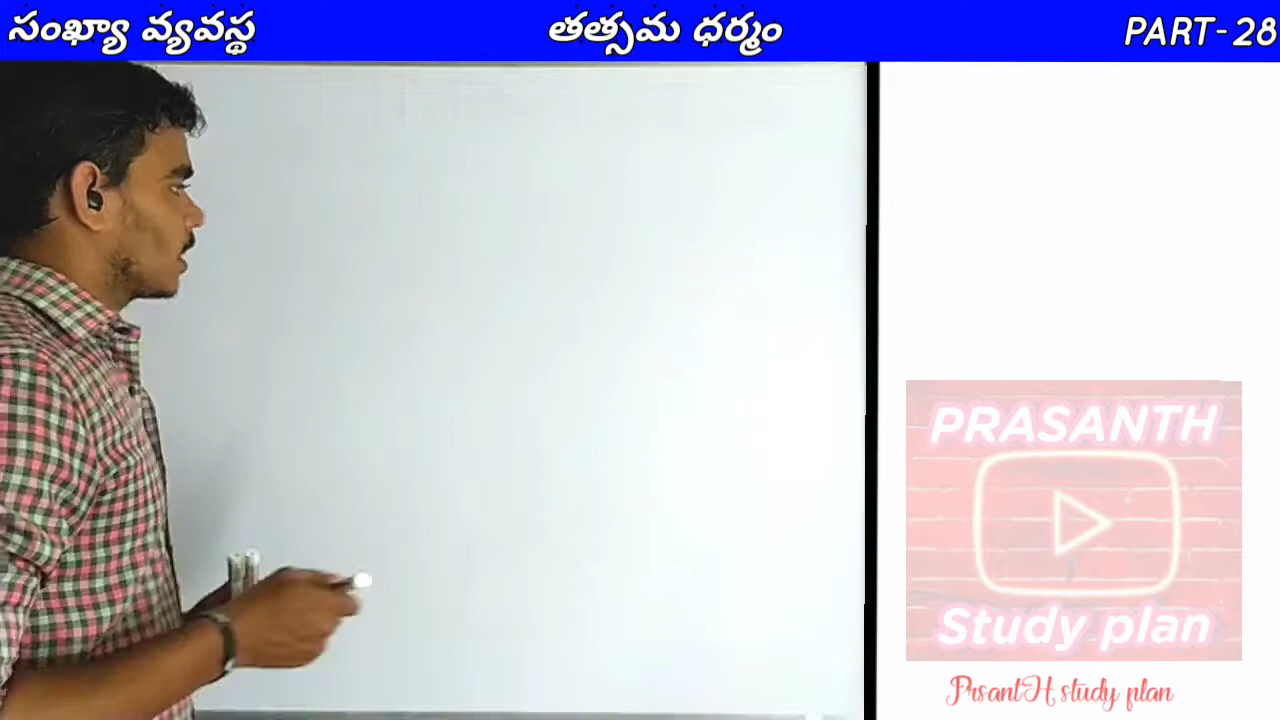 సంఖ్యా వ్యవస్థ
తత్సమ ధర్మం
PART-28
PRASANTH
Study plan
PrsantH study plan